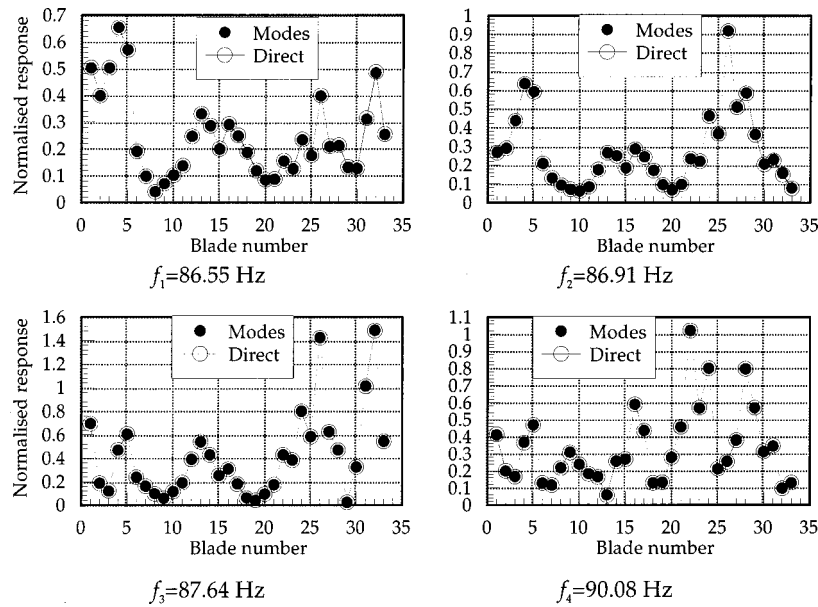 Normalised response
0.7
0.6
0.5
0.4
0.3
0.2
0.1
0
Modes
Direct
0 5 10 15 20 25 30 35
Blade number
f₁=86.55 Hz
1
0.9
0.8
0.7
0.6
0.5
0.4
0.3
0.2
0.1
0
Modes
Direct
0 5 10 15 20 25 30 35
Blade number
f₂=86.91 Hz
Normalised response
1.6
1.4
1.2
1
0.8
0.6
0.4
0.2
0
Modes
Direct
0 5 10 15 20 25 30 35
Blade number
f₃=87.64 Hz
1.1
1
0.9
0.8
0.7
0.6
0.5
0.4
0.3
0.2
0.1
0
Modes
Direct
0 5 10 15 20 25 30 35
Blade number
f₄=90.08 Hz